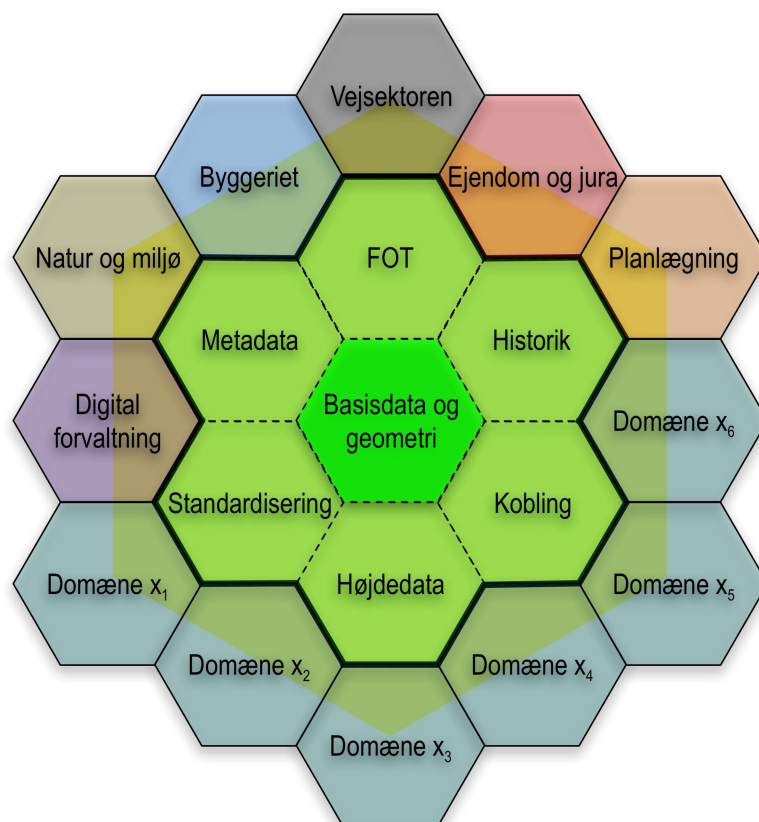 Vejsektoren
Byggeriet
Ejendom og jura
Natur og miljø
FOT
Planlægning
Metadata
Historik
Digital
forvaltning
Basisdata og
geometri
Domæne x₆
Standardisering
Kobling
Domæne x₁
Højdedata
Domæne x₅
Domæne x₂
Domæne x₄
Domæne x₃